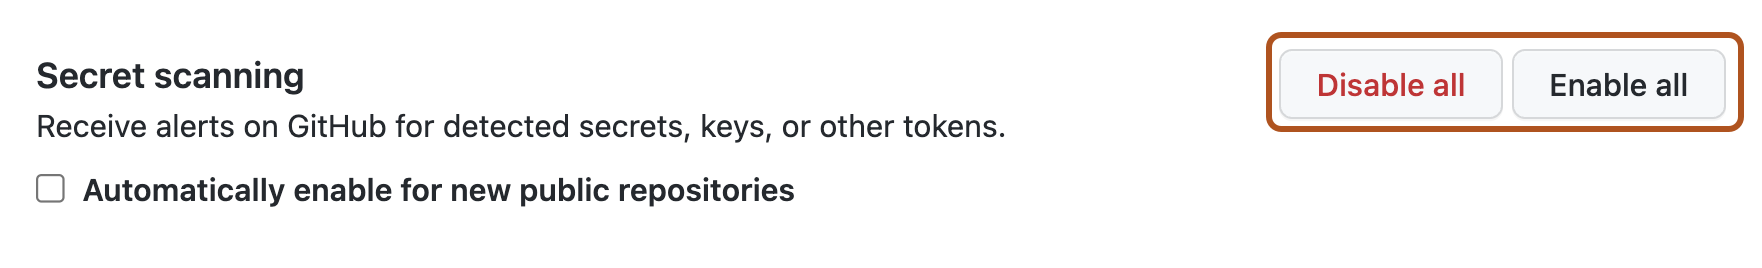 Secret scanning
Disable all
Enable all
Receive alerts on GitHub for detected secrets, keys, or other tokens.
Automatically enable for new public repositories